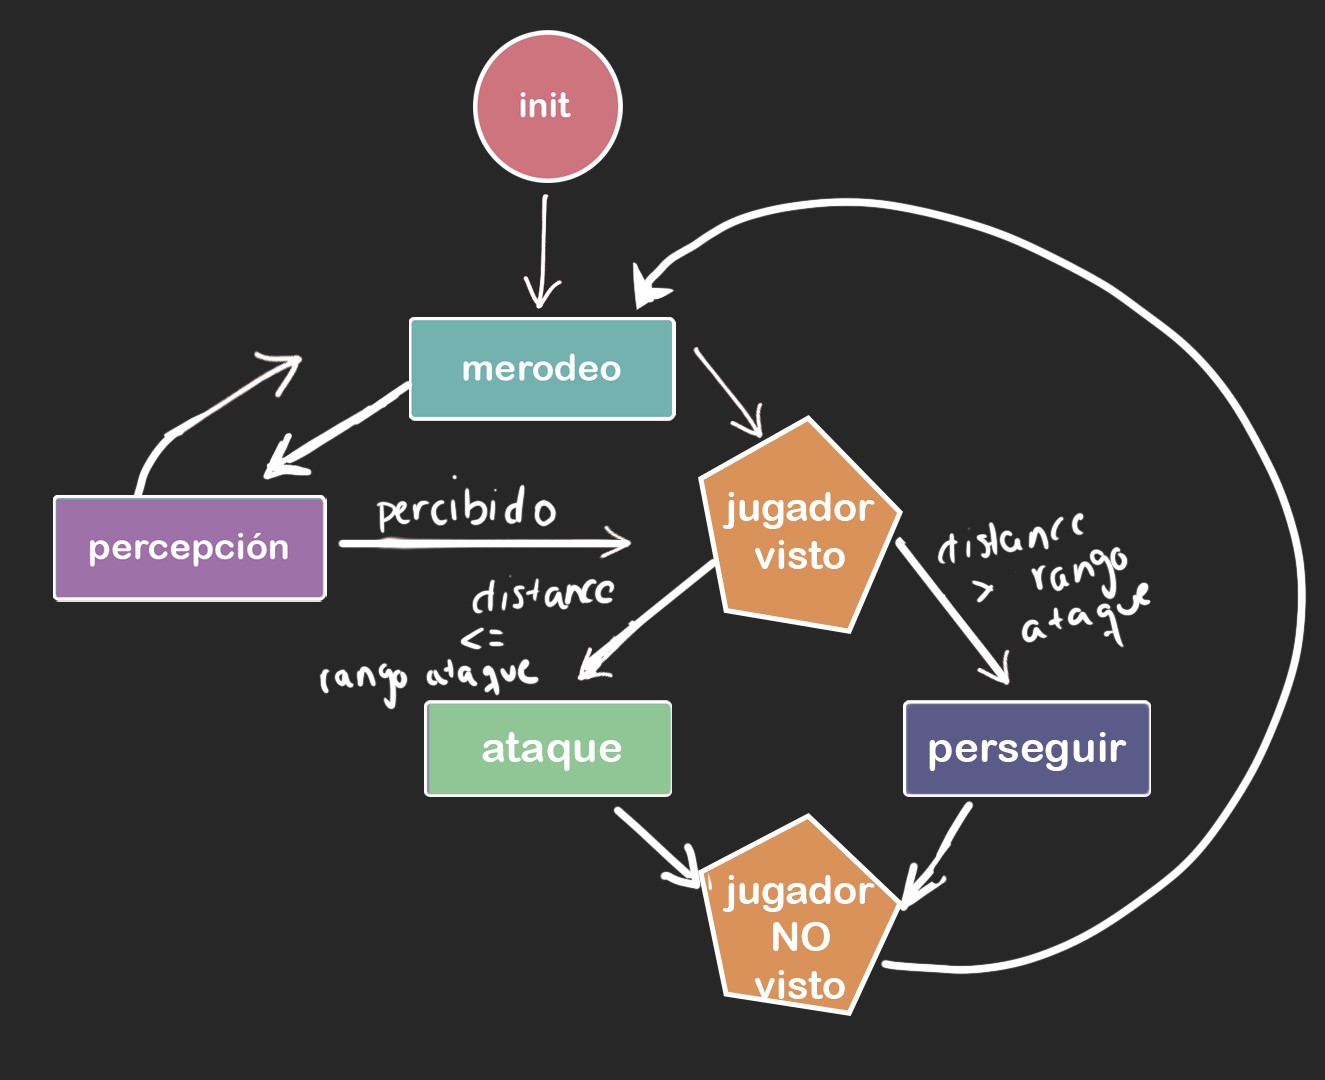 init
merodeo
percepción
percibido
jugador
visto
distance
<=
rango ataque
distance
> rango
ataque
ataque
perseguir
jugador
NO
visto